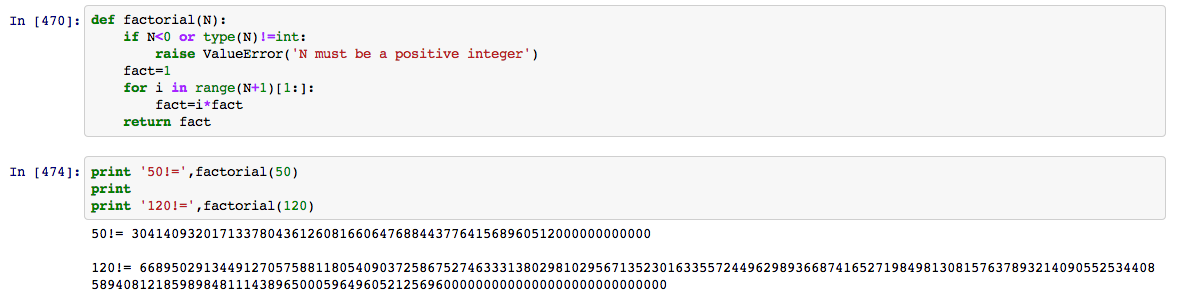 In [470]: def factorial(N):
if N<0 or type(N)!=int:
raise ValueError('N must be a positive integer')
fact=1
for i in range(N+1)[1:]:
fact=i*fact
return fact
In [474]: print '50!=',factorial(50)
print
print '120!=',factorial(120)
50!= 30414093201713378043612608166064768844377641568960512000000000000
120!= 6689502913449127057588118054090372586752746333138029810295671352301633557244962989366874165271984981308157637893214090552534408
589408121859898481114389650005964960521256960000000000000000000000000000